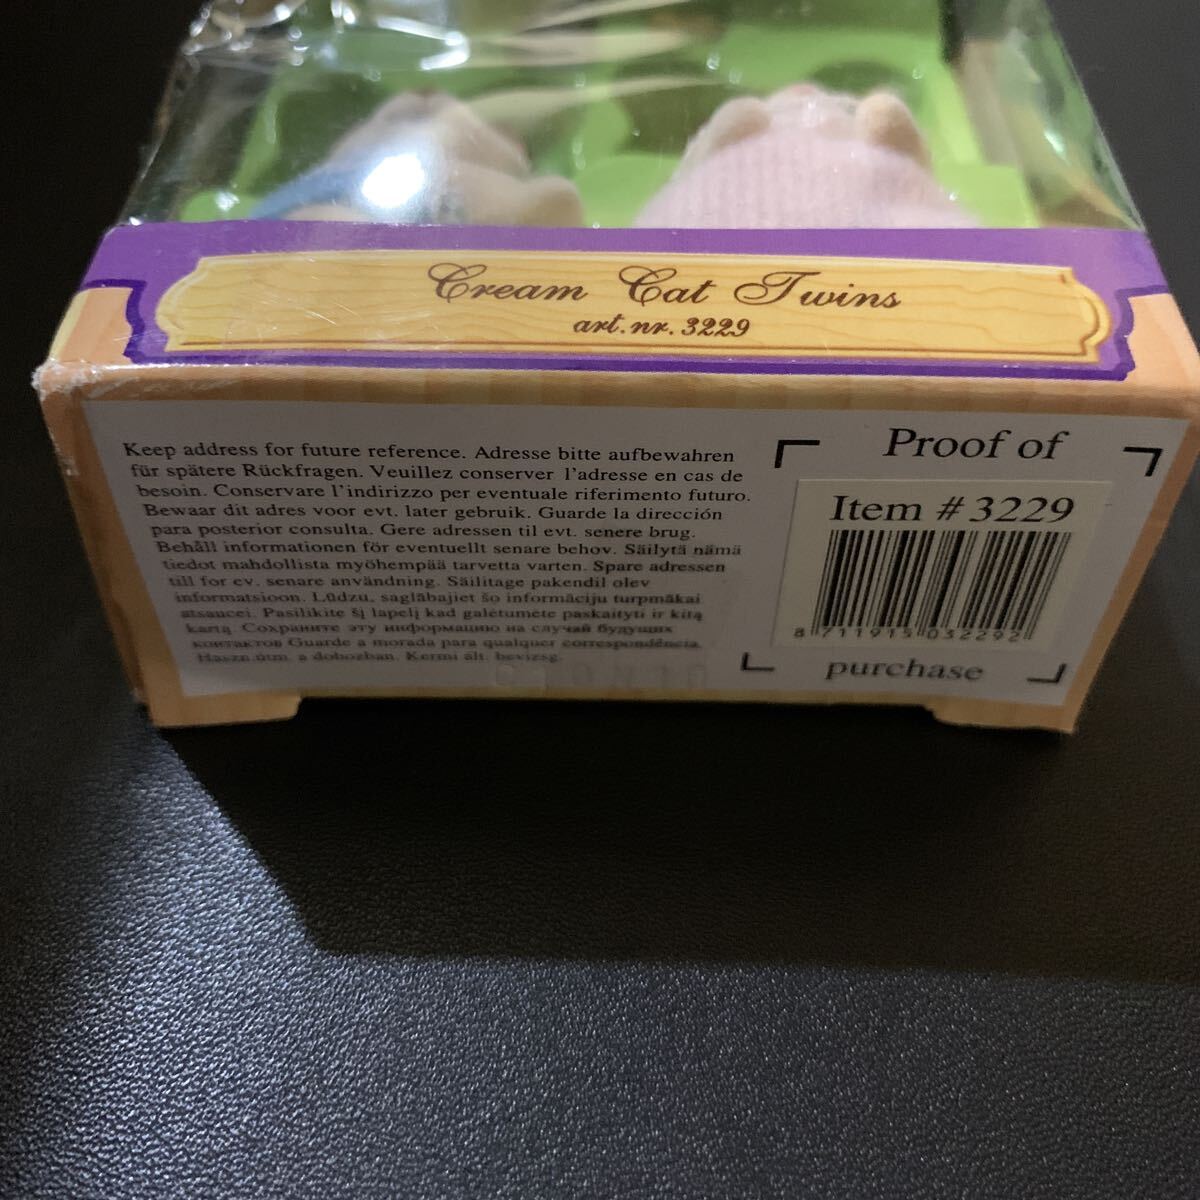 Cream Cat Twins
art.nr. 3229
Keep address for future reference. Adresse bitte aufbewahren
für spätere Rückfragen. Veuillez conserver l'adresse en cas de
besoin. Conservare l'indirizzo per eventuale riferimento futuro.
Bewaar dit adres voor evt. later gebruik. Guarde la dirección
para posterior consulta. Gere adressen til evt. senere brug.
Behåll informationen för eventuellt senare behov. Säilytä nämä
tiedot mahdollista myöhempää tarvetta varten. Spare adressen
till for ev. senare användning. Säilitage pakendil olev
informatsioon. Lūdzu, saglābajiet šo informāciju turpmākai
atsaucei. Pasilikite šį lapelį kad galėtumėte paskaityti ir kitą
kartą. Сохраните эту информацию на случай будущих
контактов Guarde a morada para qualquer correspondência.
a dobozban.
Proof of
Item # 3229
8 711915 032292
purchase